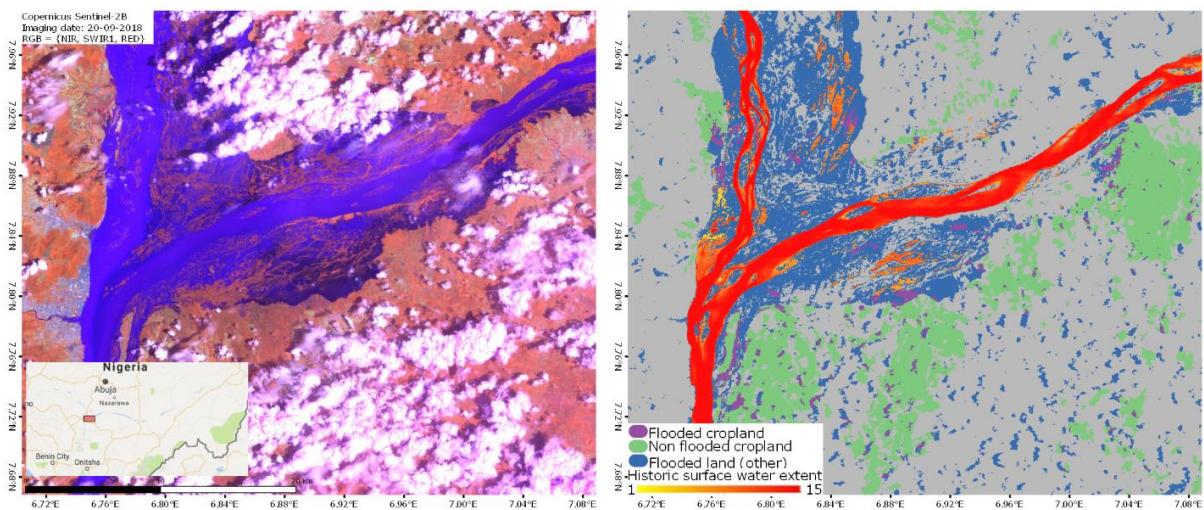 Copernicus Sentinel-2B
Imaging date: 20-09-2018
RGB = {NIR, SWIR1, RED}
7.96°N
7.92°N
7.88°N
7.84°N
7.80°N
7.76°N
7.72°N
7.68°N
Nigeria
Abuja
Nasarawa
no
Benin City
Onitsha
20 km
6.72°E
6.76°E
6.80°E
6.84°E
6.88°E
6.92°E
6.96°E
7.00°E
7.04°E
7.08°E
7.96°N
7.92°N
7.88°N
7.84°N
7.80°N
7.76°N
7.72°N
7.68°N
Flooded cropland
Non flooded cropland
Flooded land (other)
Historic surface water extent
1 15
6.72°E
6.76°E
6.80°E
6.84°E
6.88°E
6.92°E
6.96°E
7.00°E
7.04°E
7.08°E